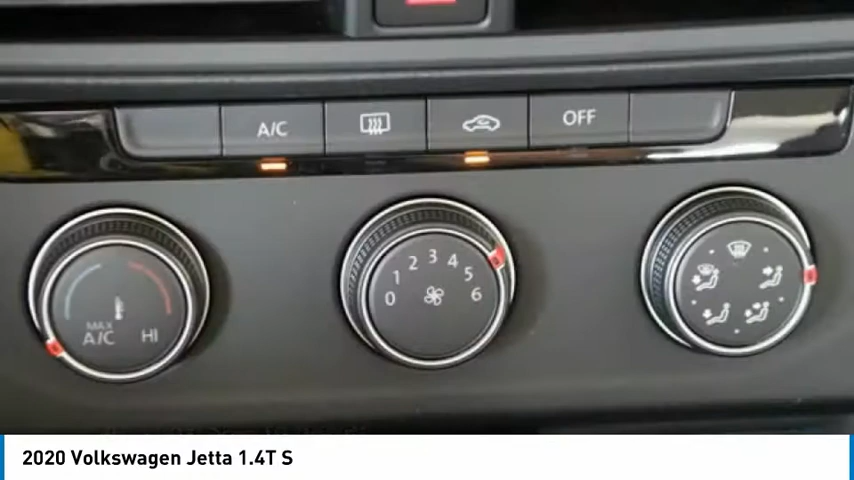 A/C OFF
0 1 2 3 4 5 6
MAX
A/C HI
2020 Volkswagen Jetta 1.4T S